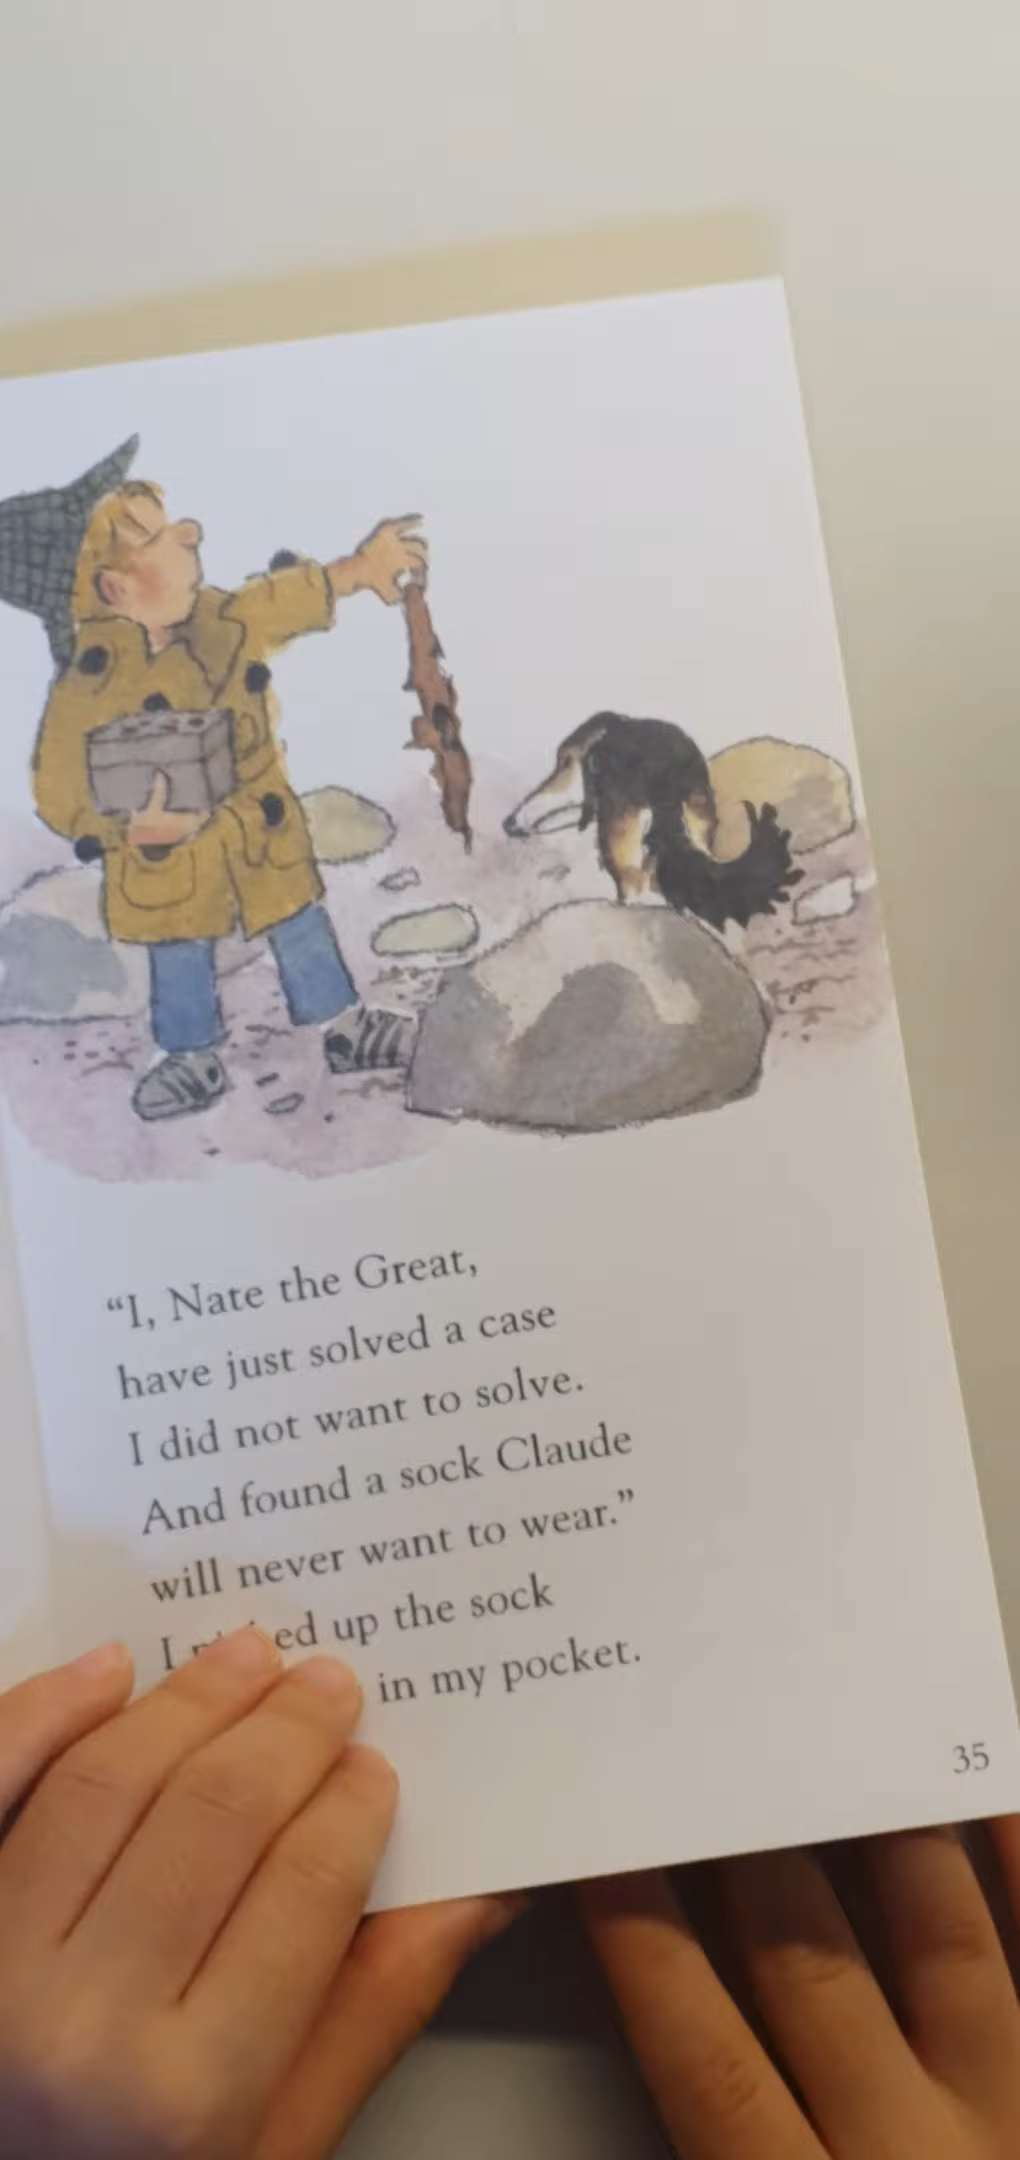 “I, Nate the Great,
have just solved a case
I did not want to solve.
And found a sock Claude
will never want to wear.”
I up the sock
in my pocket.
35